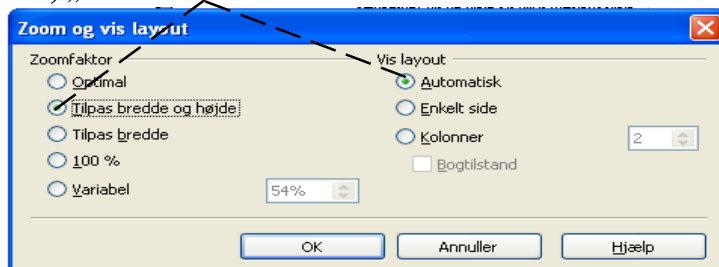 Zoom og vis layout
Zoomfaktor
Optimal
Tilpas bredde og højde
Tilpas bredde
100 %
Variabel
54%
Vis layout
Automatisk
Enkelt side
Kolonner
2
Bogtilstand
OK
Annuller
Hjælp